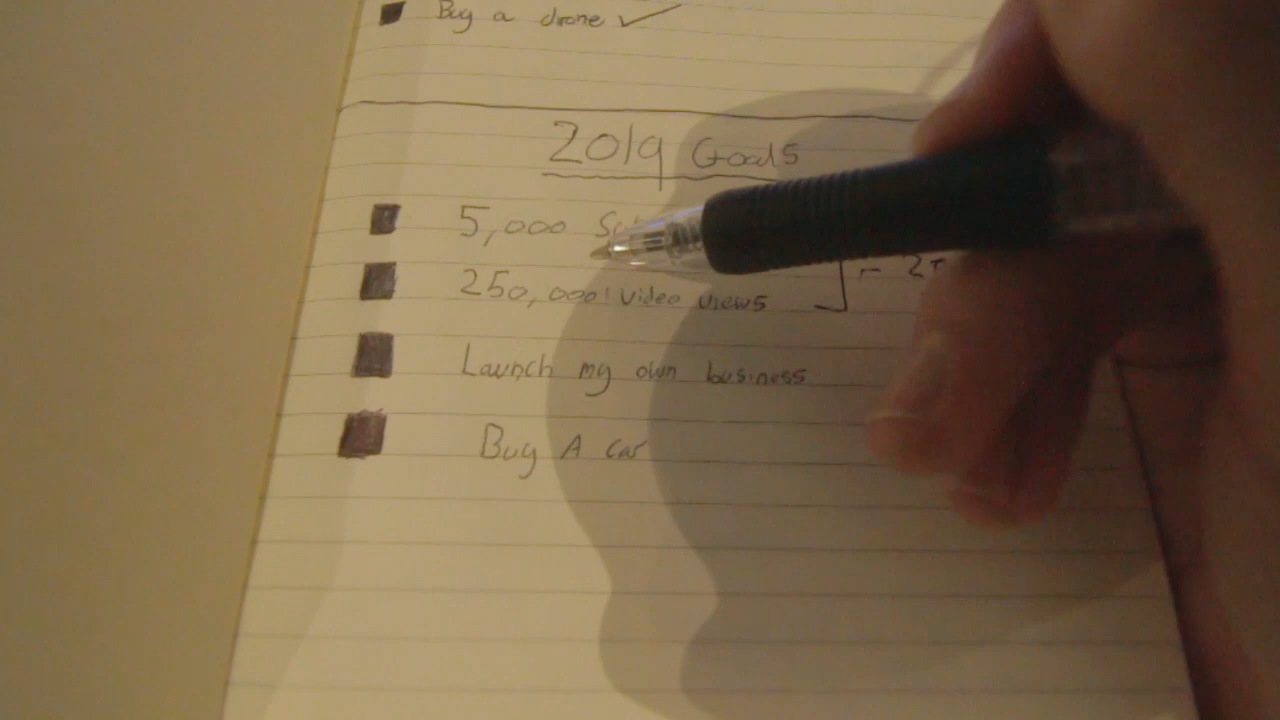 Buy a drone ✓
2019 Goals
5,000
250,000! video views
Launch my own business
Buy A car